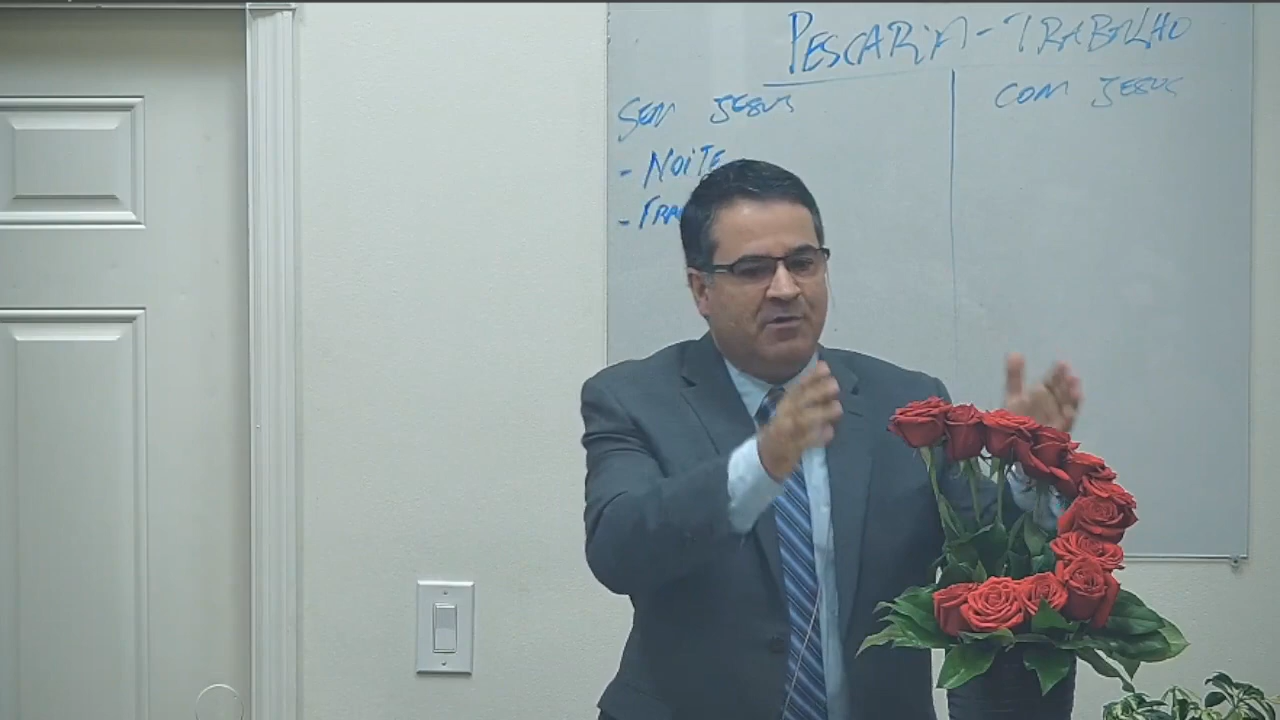 PESCARIA - TRABALHO
SEM JESUS
COM JESUS
- NOITE